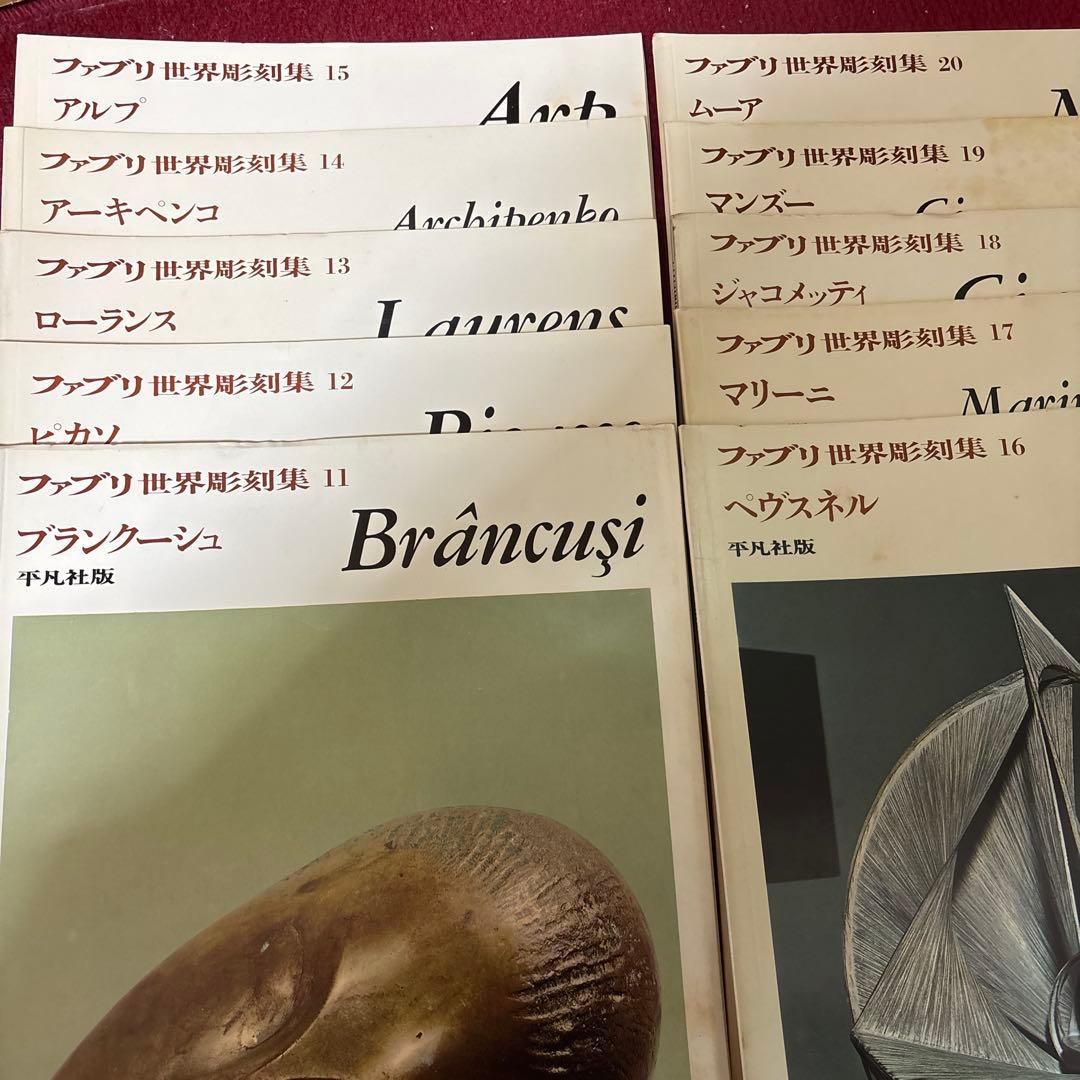 ファブリ世界彫刻集 15
アルプ
Arp
ファブリ世界彫刻集 14
アーキペンコ
Archipenko
ファブリ世界彫刻集 13
ローランス
Laurens
ファブリ世界彫刻集 12
ピカソ
ファブリ世界彫刻集 11
ブランクーシュ
Brâncuşi
平凡社版
ファブリ世界彫刻集 20
ムーア
ファブリ世界彫刻集 19
マンズー
ファブリ世界彫刻集 18
ジャコメッティ
ファブリ世界彫刻集 17
マリーニ
Marin
ファブリ世界彫刻集 16
ペヴスネル
平凡社版